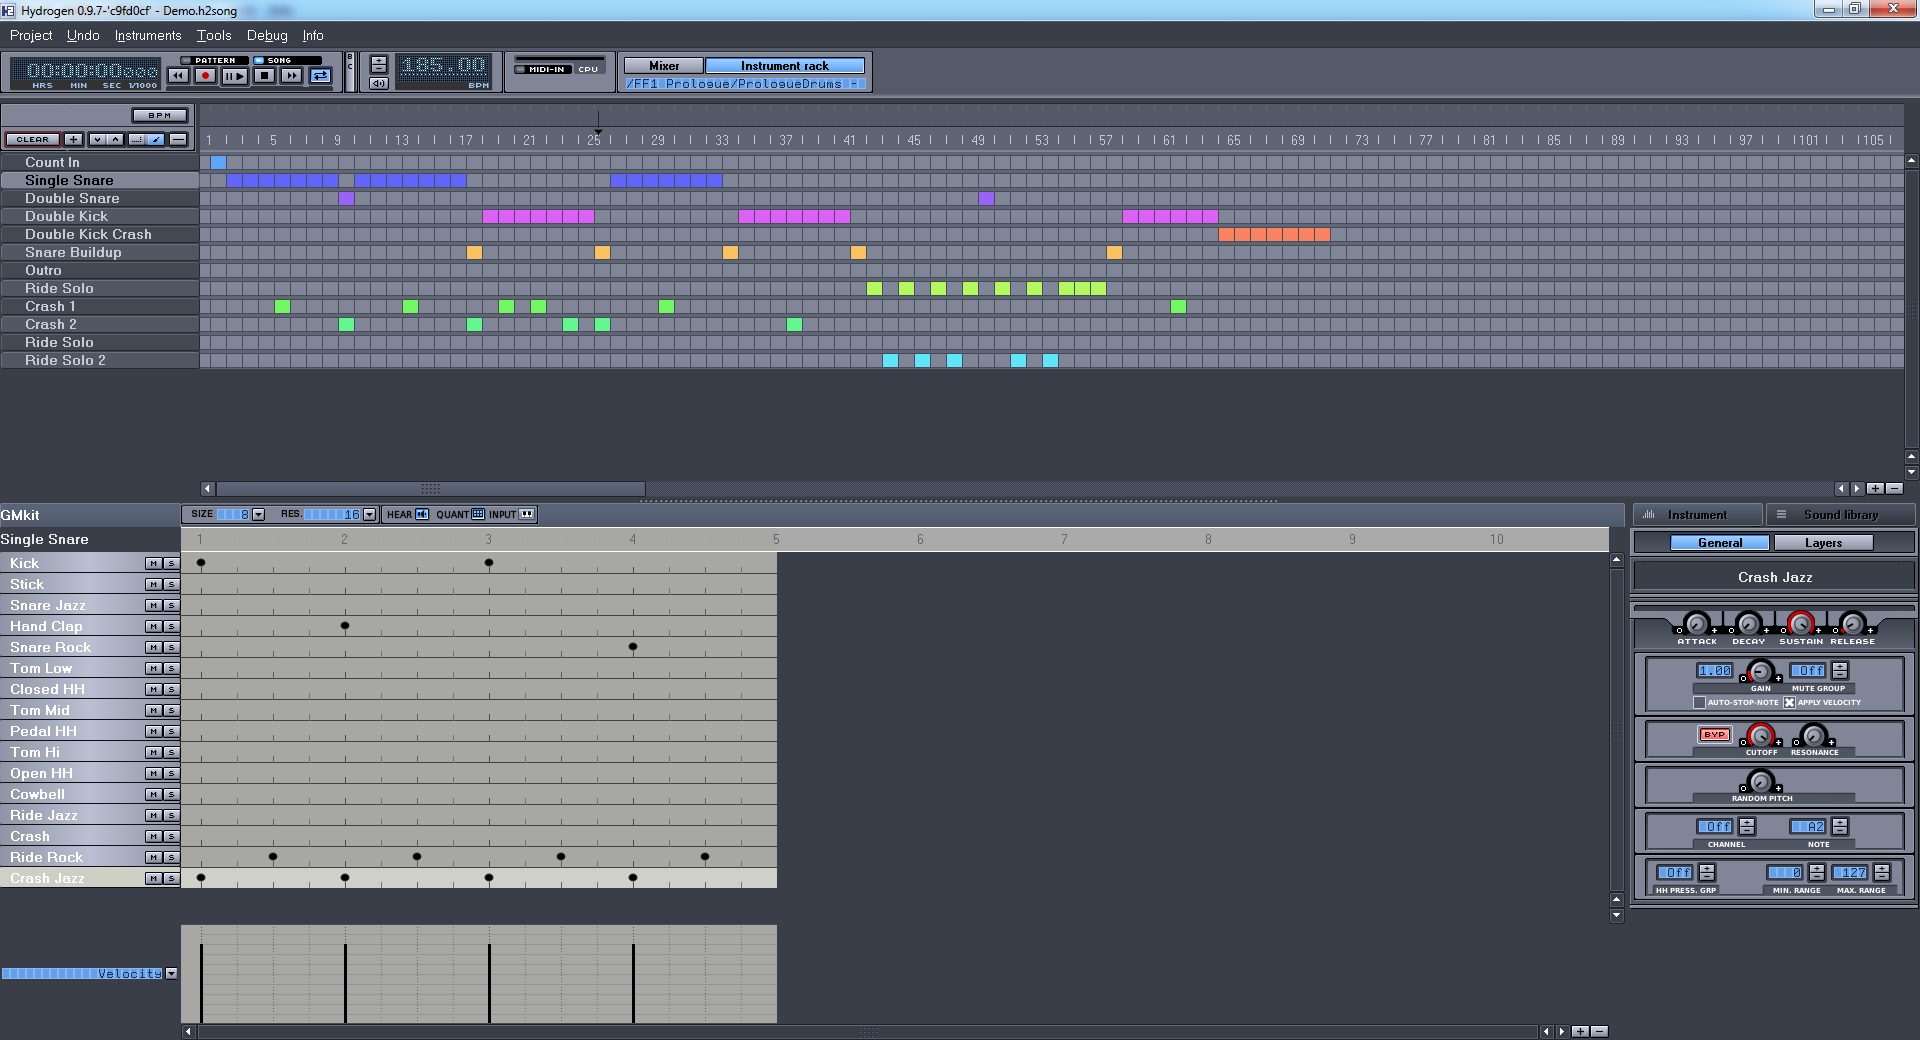 Hydrogen 0.9.7-'c9fd0cf' - Demo.h2song
Project Undo Instruments Tools Debug Info
00:00:00000
HRS MIN SEC 1/1000
PATTERN SONG
B
C
185.00
BPM
MIDI-IN CPU
Mixer Instrument rack
/FF1 Prologue/PrologueDrums -
BPM
CLEAR
1 5 9 13 17 21 25 29 33 37 41 45 49 53 57 61 65 69 73 77 81 85 89 93 97 101 105
Count In
Single Snare
Double Snare
Double Kick
Double Kick Crash
Snare Buildup
Outro
Ride Solo
Crash 1
Crash 2
Ride Solo
Ride Solo 2
GMkit
SIZE 8 RES. 16 HEAR QUANT INPUT
Single Snare
1 2 3 4 5 6 7 8 9 10
Kick M S
Stick M S
Snare Jazz M S
Hand Clap M S
Snare Rock M S
Tom Low M S
Closed HH M S
Tom Mid M S
Pedal HH M S
Tom Hi M S
Open HH M S
Cowbell M S
Ride Jazz M S
Crash M S
Ride Rock M S
Crash Jazz M S
Velocity
Instrument Sound library
General Layers
Crash Jazz
ATTACK DECAY SUSTAIN RELEASE
1.00 Off
GAIN MUTE GROUP
AUTO-STOP-NOTE APPLY VELOCITY
BYP
CUTOFF RESONANCE
RANDOM PITCH
Off A2
CHANNEL NOTE
Off 0 127
HH PRESS. GRP MIN. RANGE MAX. RANGE